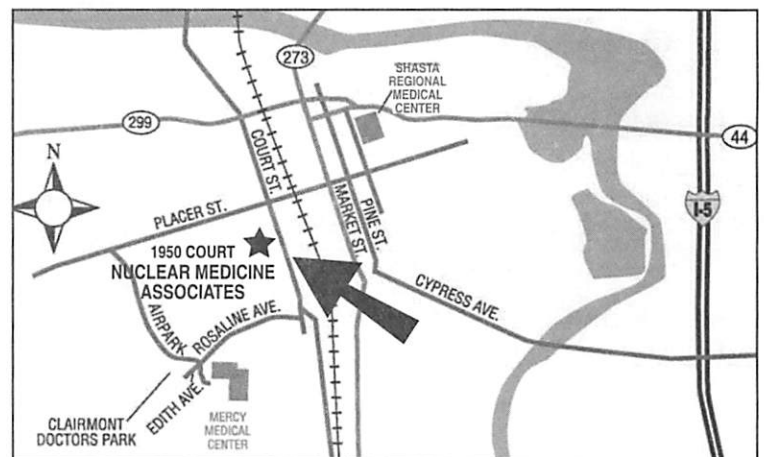 273
SHASTA
REGIONAL
MEDICAL
CENTER
299
44
N
COURT ST.
I-5
PLACER ST.
MARKET ST.
PINE ST.
1950 COURT
NUCLEAR MEDICINE
ASSOCIATES
CYPRESS AVE.
AIRPARK
ROSALINE AVE.
EDITH AVE.
CLAIRMONT
DOCTORS PARK
MERCY
MEDICAL
CENTER